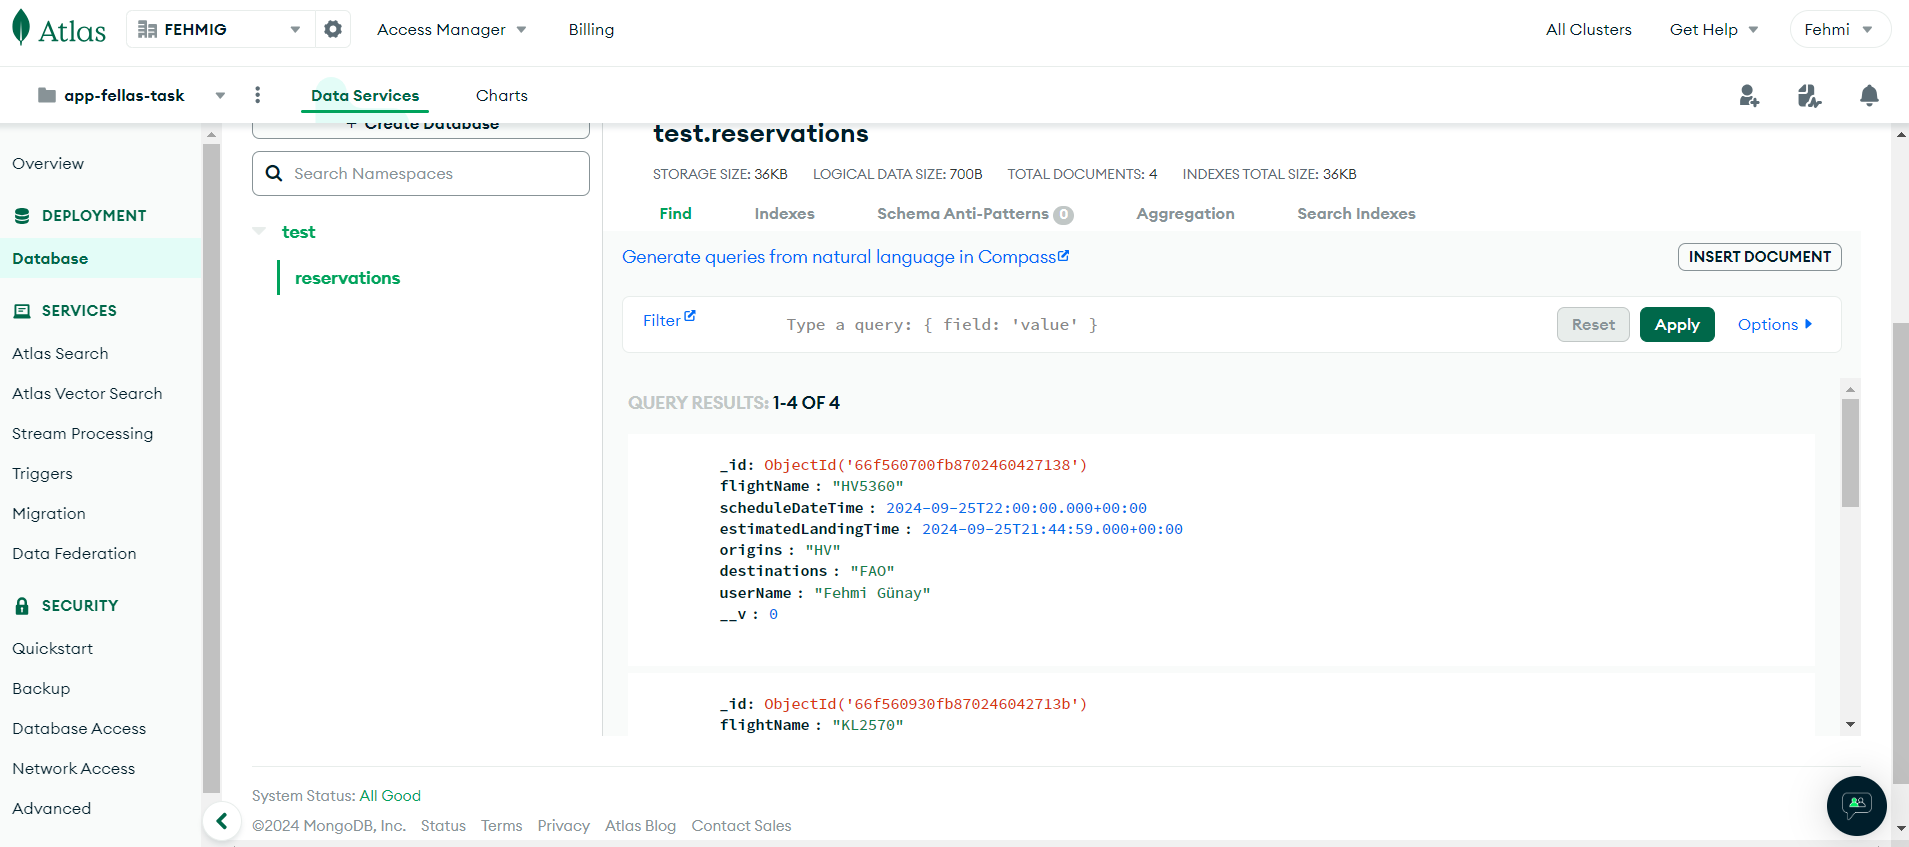 Atlas
FEHMIG
Access Manager
Billing
All Clusters
Get Help
Fehmi
app-fellas-task
Data Services
Charts
Overview
DEPLOYMENT
Database
SERVICES
Atlas Search
Atlas Vector Search
Stream Processing
Triggers
Migration
Data Federation
SECURITY
Quickstart
Backup
Database Access
Network Access
Advanced
+ Create Database
Search Namespaces
test
reservations
test.reservations
STORAGE SIZE: 36KB LOGICAL DATA SIZE: 700B TOTAL DOCUMENTS: 4 INDEXES TOTAL SIZE: 36KB
Find Indexes Schema Anti-Patterns 0 Aggregation Search Indexes
Generate queries from natural language in Compass
INSERT DOCUMENT
Filter
Type a query: { field: 'value' }
Reset
Apply
Options
QUERY RESULTS: 1-4 OF 4
_id: ObjectId('66f560700fb8702460427138')
flightName : "HV5360"
scheduleDateTime : 2024-09-25T22:00:00.000+00:00
estimatedLandingTime : 2024-09-25T21:44:59.000+00:00
origins : "HV"
destinations : "FAO"
userName : "Fehmi Günay"
__v : 0
_id: ObjectId('66f560930fb870246042713b')
flightName : "KL2570"
System Status: All Good
©2024 MongoDB, Inc. Status Terms Privacy Atlas Blog Contact Sales